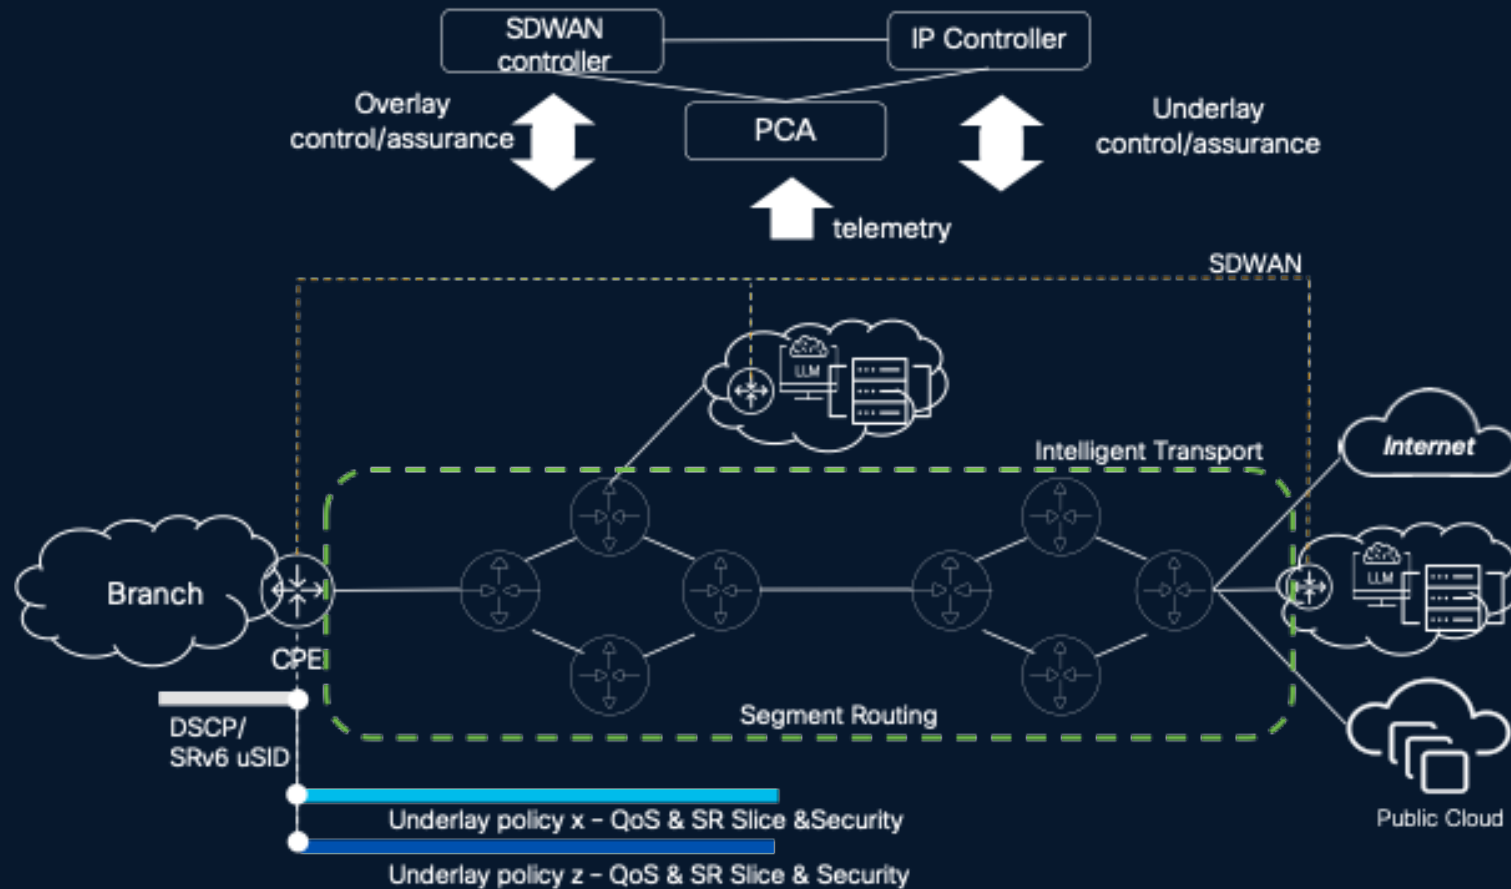 SDWAN
controller
IP Controller
Overlay
control/assurance
PCA
Underlay
control/assurance
telemetry
SDWAN
LLM
Intelligent Transport
Internet
Branch
LLM
CPE
Segment Routing
DSCP/
SRv6 uSID
Public Cloud
Underlay policy x – QoS & SR Slice &Security
Underlay policy z – QoS & SR Slice & Security